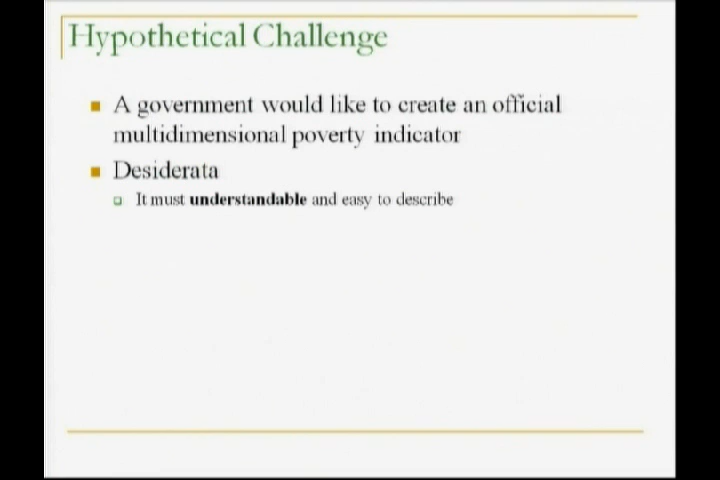 Hypothetical Challenge
A government would like to create an official
multidimensional poverty indicator
Desiderata
It must understandable and easy to describe